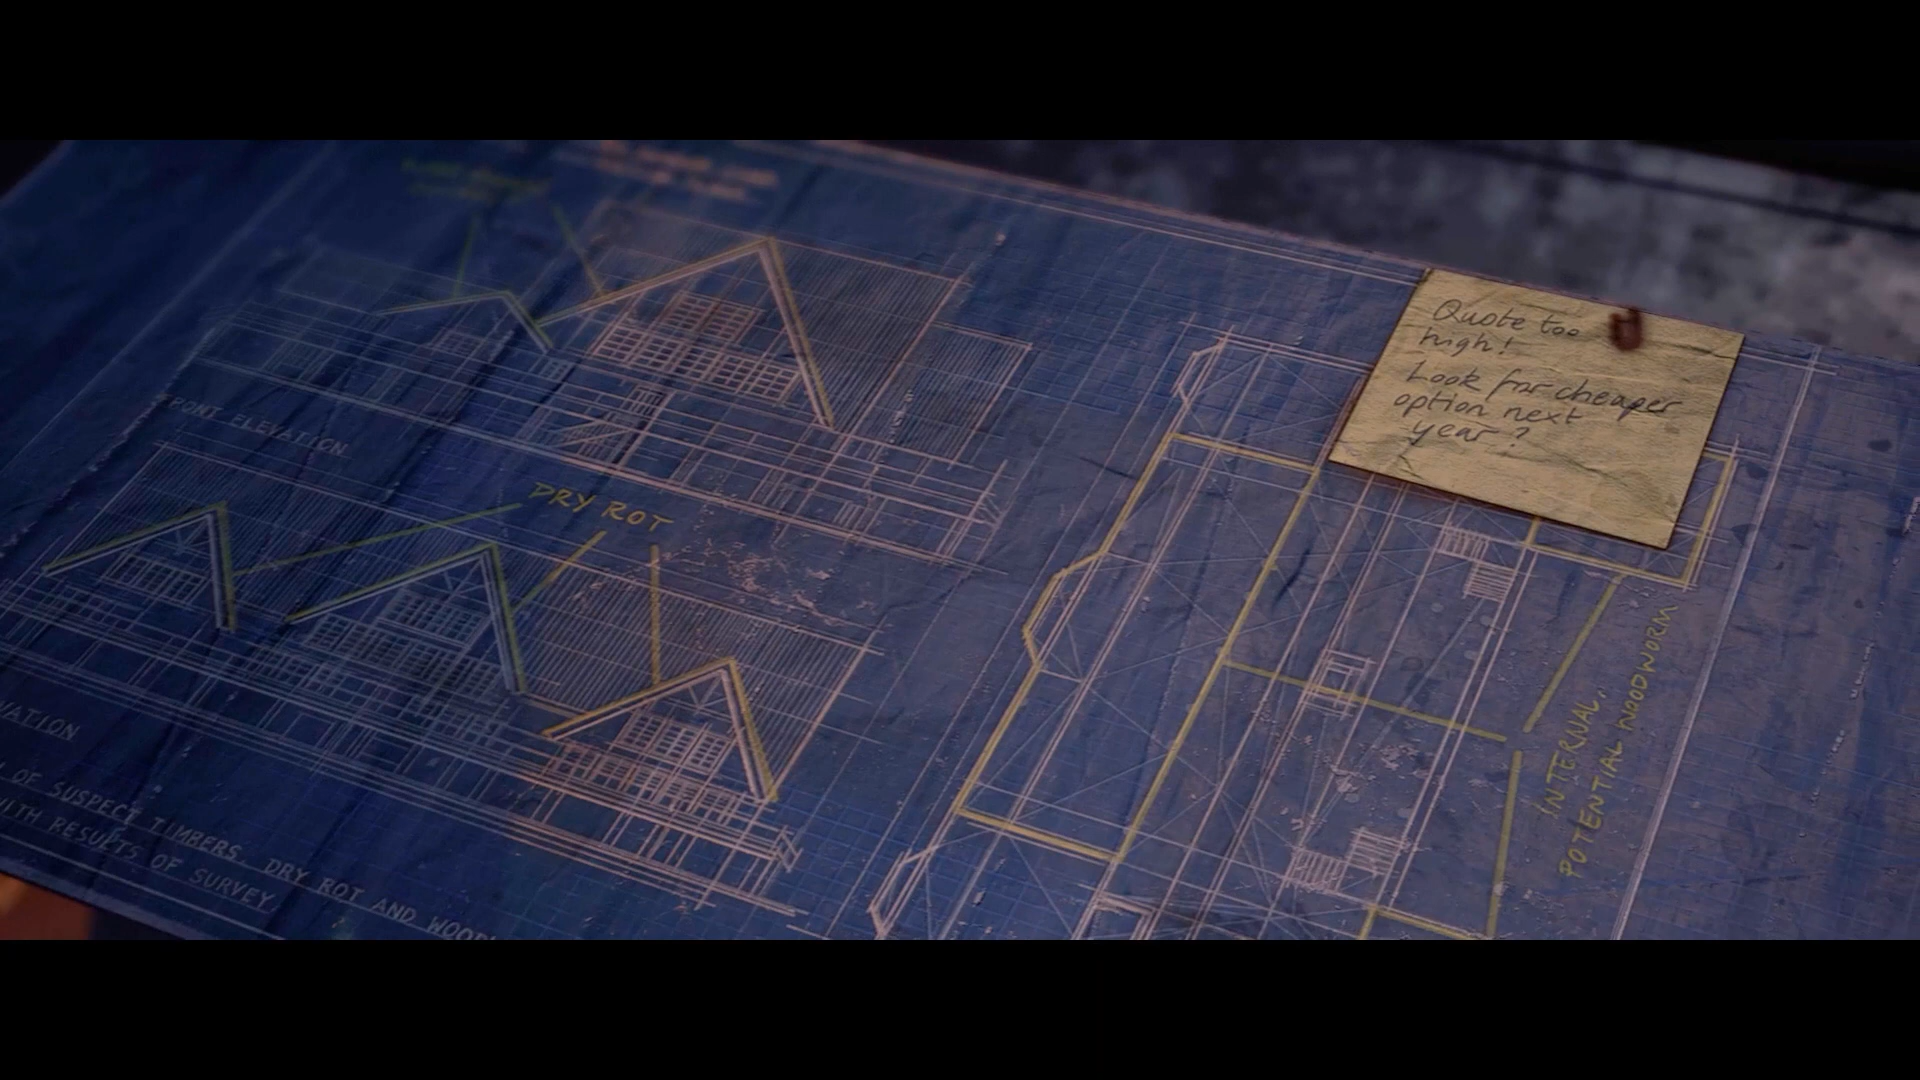 Quote too
high!
Look for cheaper
option next
year?
FRONT ELEVATION
DRY ROT
INTERNAL.
POTENTIAL WOODWORM
VATION
OF SUSPECT TIMBERS. DRY ROT AND
WITH RESULTS OF SURVEY